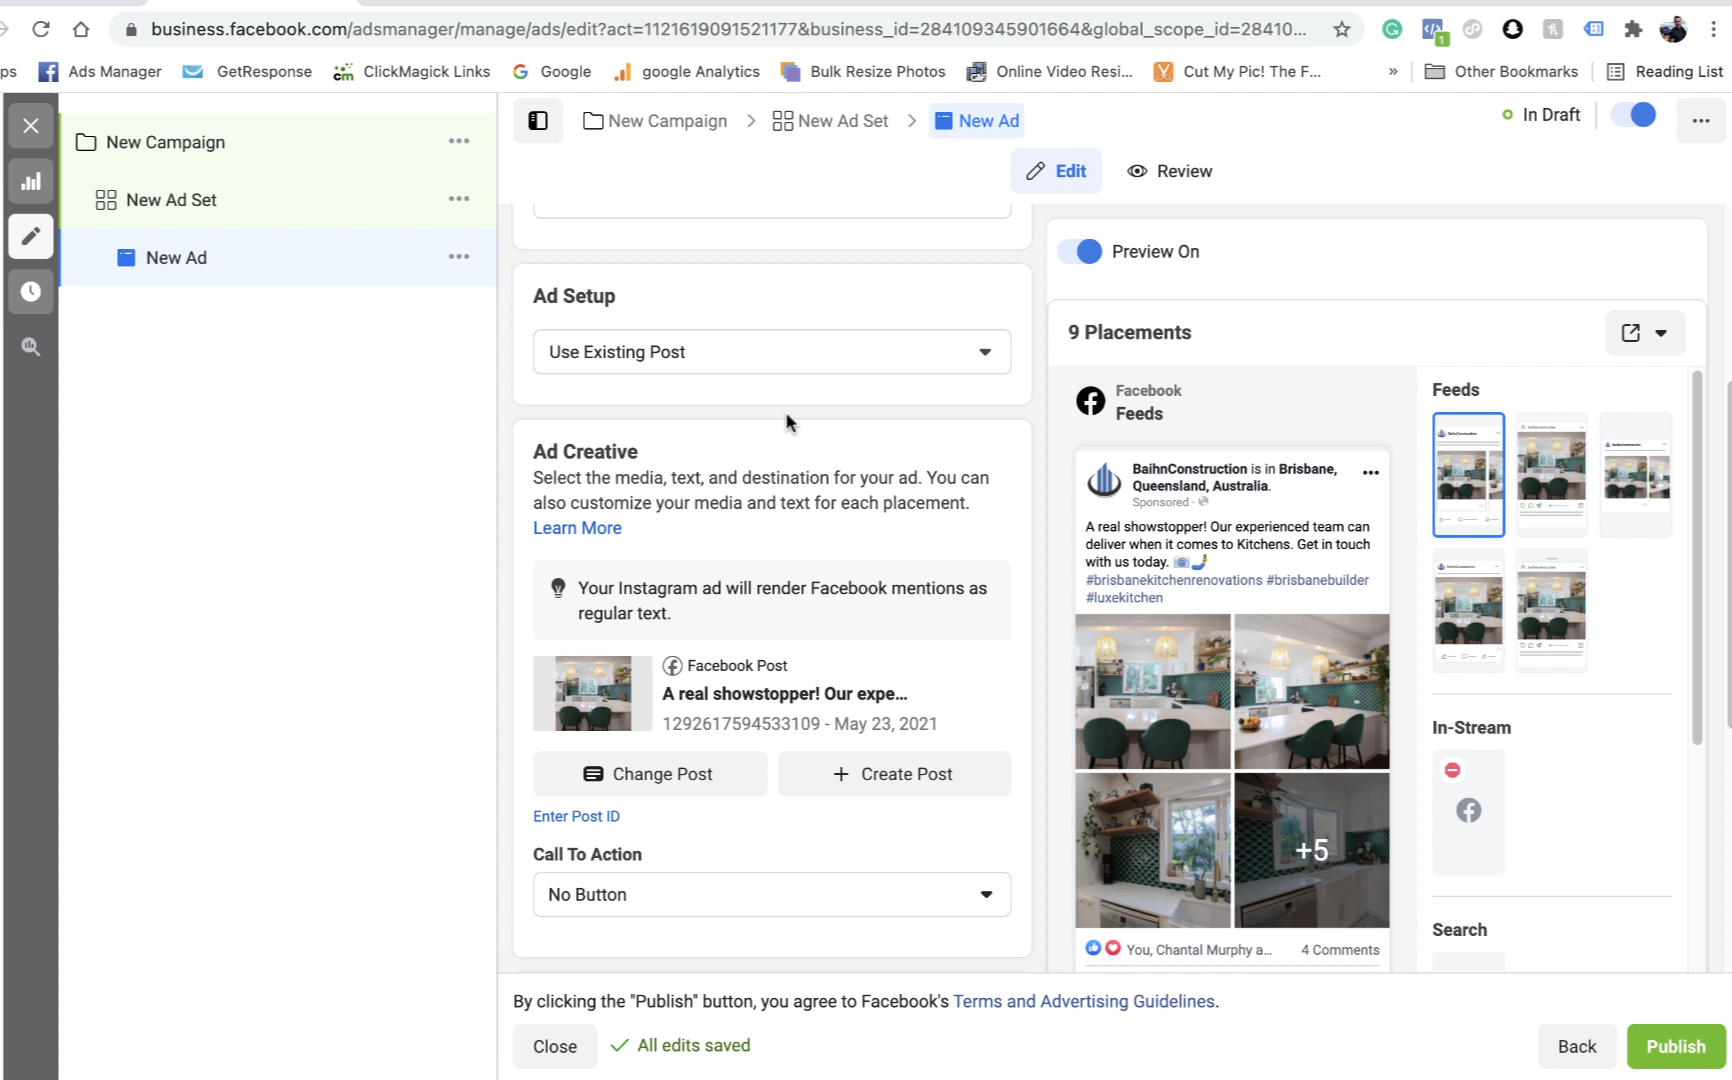 business.facebook.com/adsmanager/manage/ads/edit?act=1121619091521177&business_id=284109345901664&global_scope_id=28410...
1
ps
Ads Manager
GetResponse
ClickMagick Links
Google
google Analytics
Bulk Resize Photos
Online Video Resi...
Cut My Pic! The F...
»
Other Bookmarks
Reading List
New Campaign
New Ad Set
New Ad
New Campaign > New Ad Set > New Ad
In Draft
Edit
Review
Ad Setup
Use Existing Post
Ad Creative
Select the media, text, and destination for your ad. You can
also customize your media and text for each placement.
Learn More
Your Instagram ad will render Facebook mentions as
regular text.
Facebook Post
A real showstopper! Our expe...
1292617594533109 - May 23, 2021
Change Post
+ Create Post
Enter Post ID
Call To Action
No Button
Preview On
9 Placements
Facebook
Feeds
BaihnConstruction is in Brisbane,
Queensland, Australia.
Sponsored ·
A real showstopper! Our experienced team can
deliver when it comes to Kitchens. Get in touch
with us today.
#brisbanekitchenrenovations #brisbanebuilder
#luxekitchen
+5
You, Chantal Murphy a...
4 Comments
Feeds
In-Stream
Search
By clicking the "Publish" button, you agree to Facebook's Terms and Advertising Guidelines.
Close
All edits saved
Back
Publish